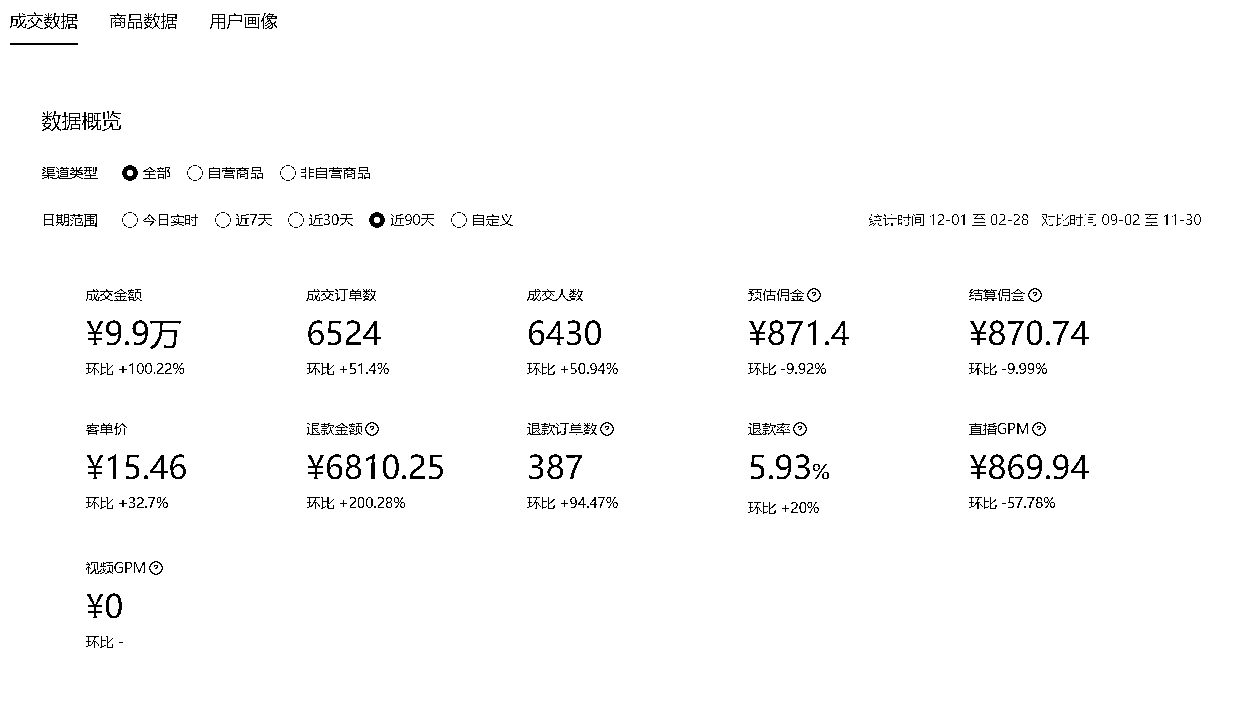 成交数据 商品数据 用户画像
数据概览
渠道类型 全部 自营商品 非自营商品
日期范围 今日实时 近7天 近30天 近90天 自定义 统计时间 12-01 至 02-28 对比时间 09-02 至 11-30
成交金额 成交订单数 成交人数 预估佣金 结算佣金
¥9.9万 6524 6430 ¥871.4 ¥870.74
环比 +100.22% 环比 +51.4% 环比 +50.94% 环比 -9.92% 环比 -9.99%
客单价 退款金额 退款订单数 退款率 直播GPM
¥15.46 ¥6810.25 387 5.93% ¥869.94
环比 +32.7% 环比 +200.28% 环比 +94.47% 环比 +20% 环比 -57.78%
视频GPM
¥0
环比 -